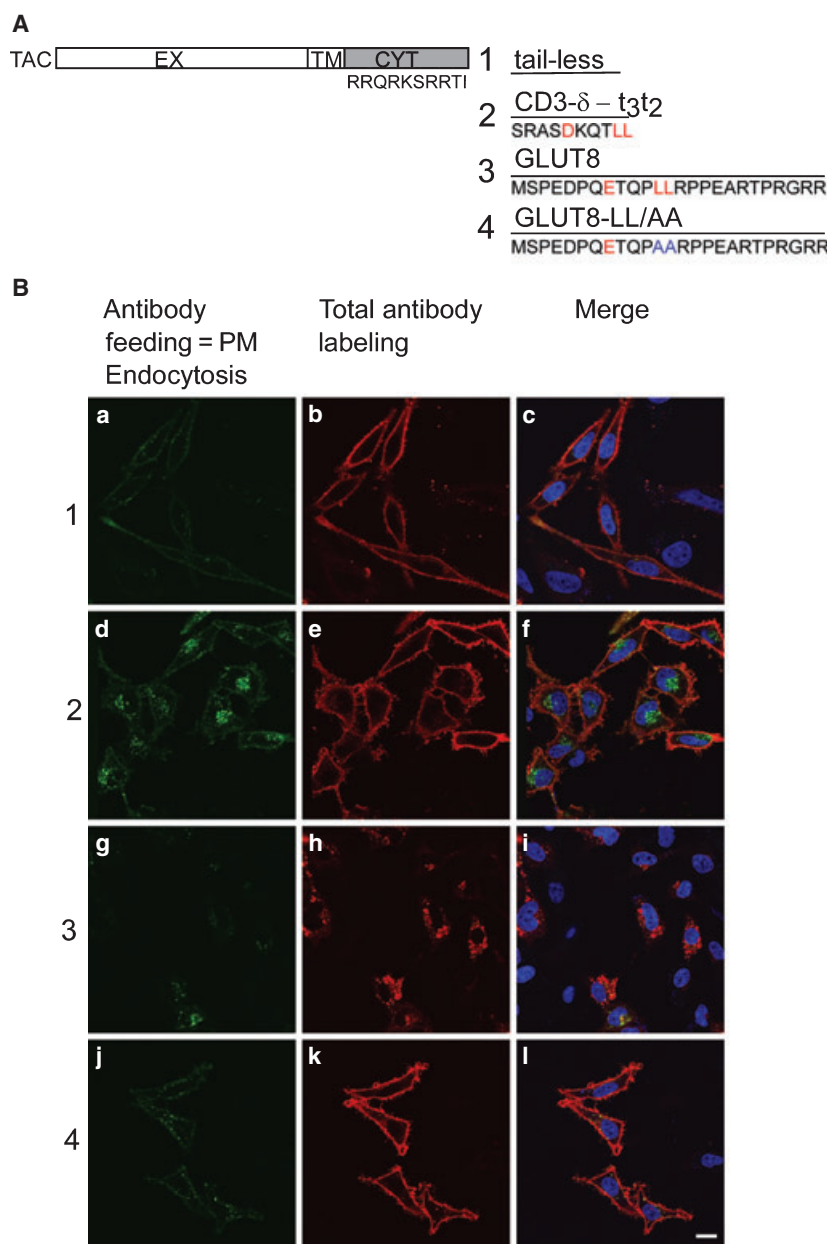 A
TAC EX TM CYT
RRQRKSRRTI
1 tail-less
2 CD3-δ – t3t2
SRASDKQTLL
3 GLUT8
MSPEDPQETQPLLRPPEARTPRGRR
4 GLUT8-LL/AA
MSPEDPQETQPAARPPEARTPRGRR
B
Antibody feeding = PM Endocytosis
Total antibody labeling
Merge
1 a b c
2 d e f
3 g h i
4 j k l